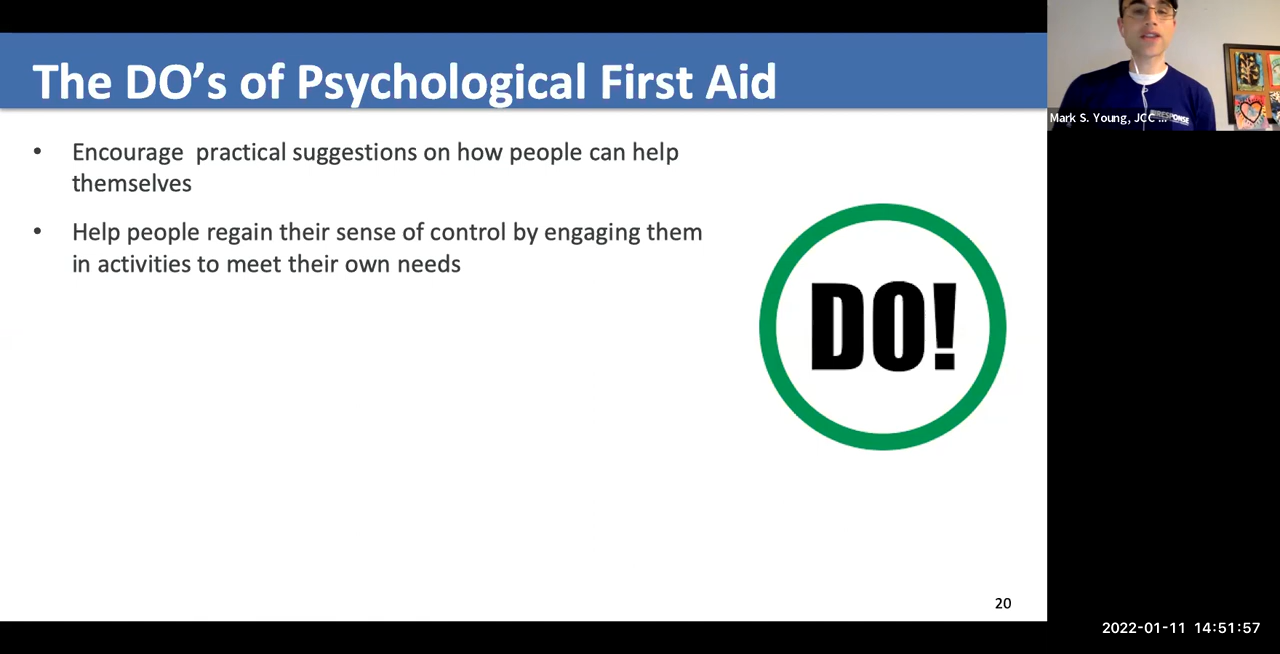 The DO’s of Psychological First Aid
• Encourage  practical suggestions on how people can help
themselves
• Help people regain their sense of control by engaging them
in activities to meet their own needs
DO!
20
Mark S. Young, JCC ...
2022-01-11 14:51:57